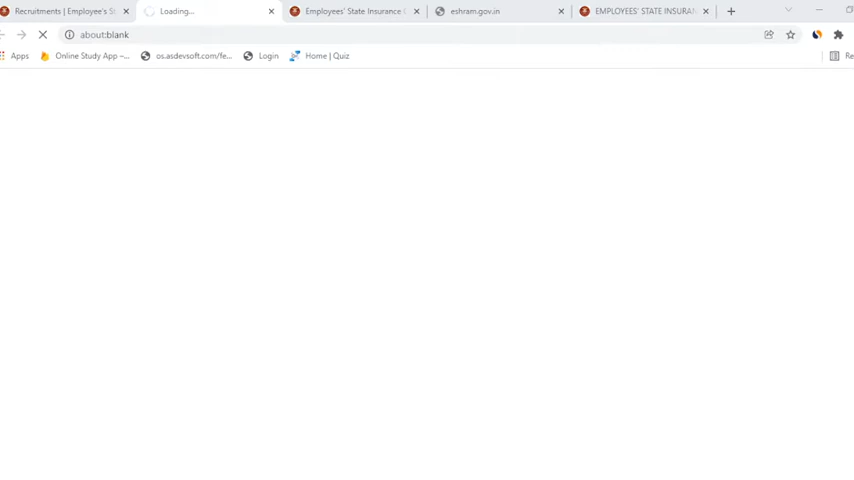 Recruitments | Employee's St
Loading...
Employees' State Insurance C
eshram.gov.in
EMPLOYEES' STATE INSURAN
about:blank
Apps
Online Study App –...
os.asdevsoft.com/fe...
Login
Home | Quiz
Re